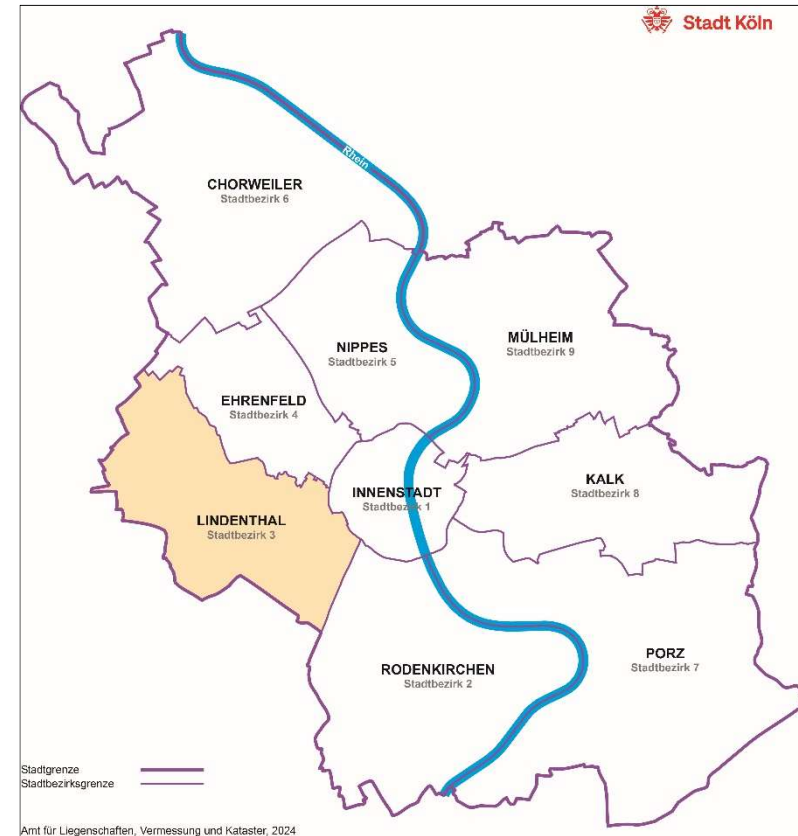 Stadt Köln
Rhein
CHORWEILER
Stadtbezirk 6
NIPPES
Stadtbezirk 5
MÜLHEIM
Stadtbezirk 9
EHRENFELD
Stadtbezirk 4
INNENSTADT
Stadtbezirk 1
KALK
Stadtbezirk 8
LINDENTHAL
Stadtbezirk 3
RODENKIRCHEN
Stadtbezirk 2
PORZ
Stadtbezirk 7
Stadtgrenze
Stadtbezirksgrenze
Amt für Liegenschaften, Vermessung und Kataster, 2024